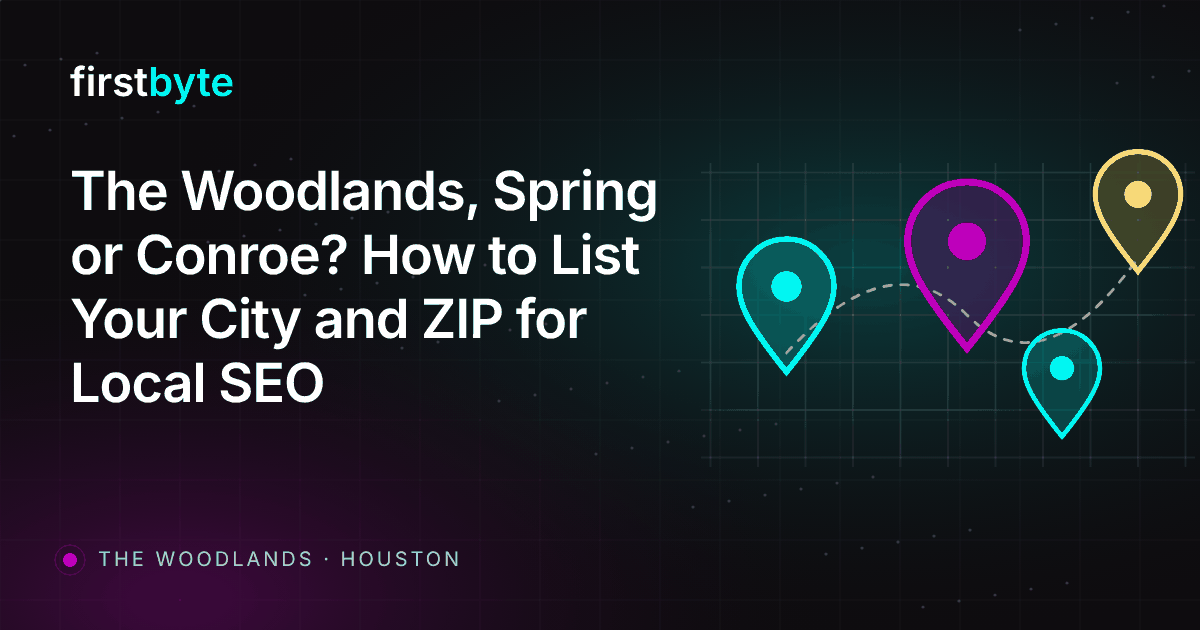 firstbyte
The Woodlands, Spring
or Conroe? How to List
Your City and ZIP for
Local SEO
THE WOODLANDS · HOUSTON